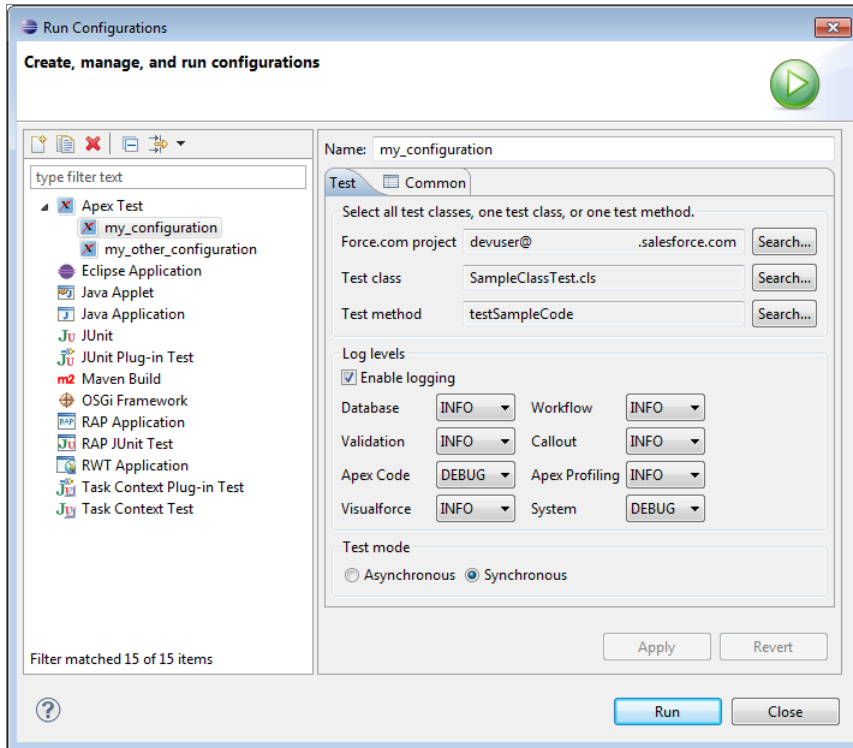 Run Configurations
Create, manage, and run configurations
type filter text
Apex Test
my_configuration
my_other_configuration
Eclipse Application
Java Applet
Java Application
JUnit
JUnit Plug-in Test
m2 Maven Build
OSGi Framework
RAP Application
RAP JUnit Test
RWT Application
Task Context Plug-in Test
Task Context Test
Filter matched 15 of 15 items
Name: my_configuration
Test Common
Select all test classes, one test class, or one test method.
Force.com project devuser@ .salesforce.com Search...
Test class SampleClassTest.cls Search...
Test method testSampleCode Search...
Log levels
Enable logging
Database INFO Workflow INFO
Validation INFO Callout INFO
Apex Code DEBUG Apex Profiling INFO
Visualforce INFO System DEBUG
Test mode
Asynchronous Synchronous
Apply Revert
Run Close